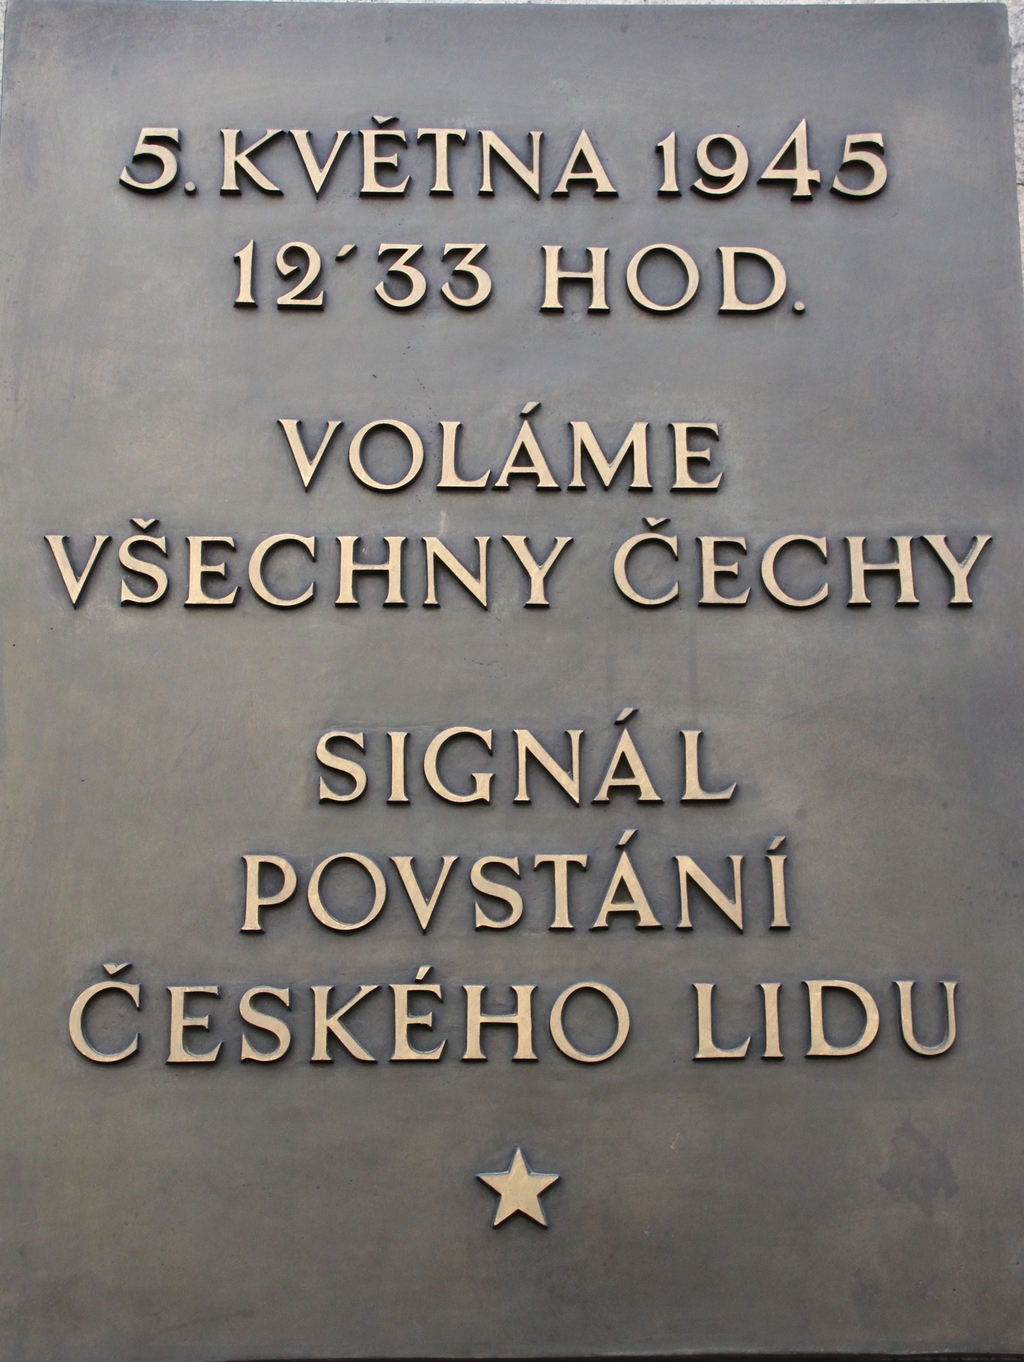 5. KVĚTNA 1945
12´33 HOD.
VOLÁME
VŠECHNY ČECHY
SIGNÁL
POVSTÁNÍ
ČESKÉHO LIDU